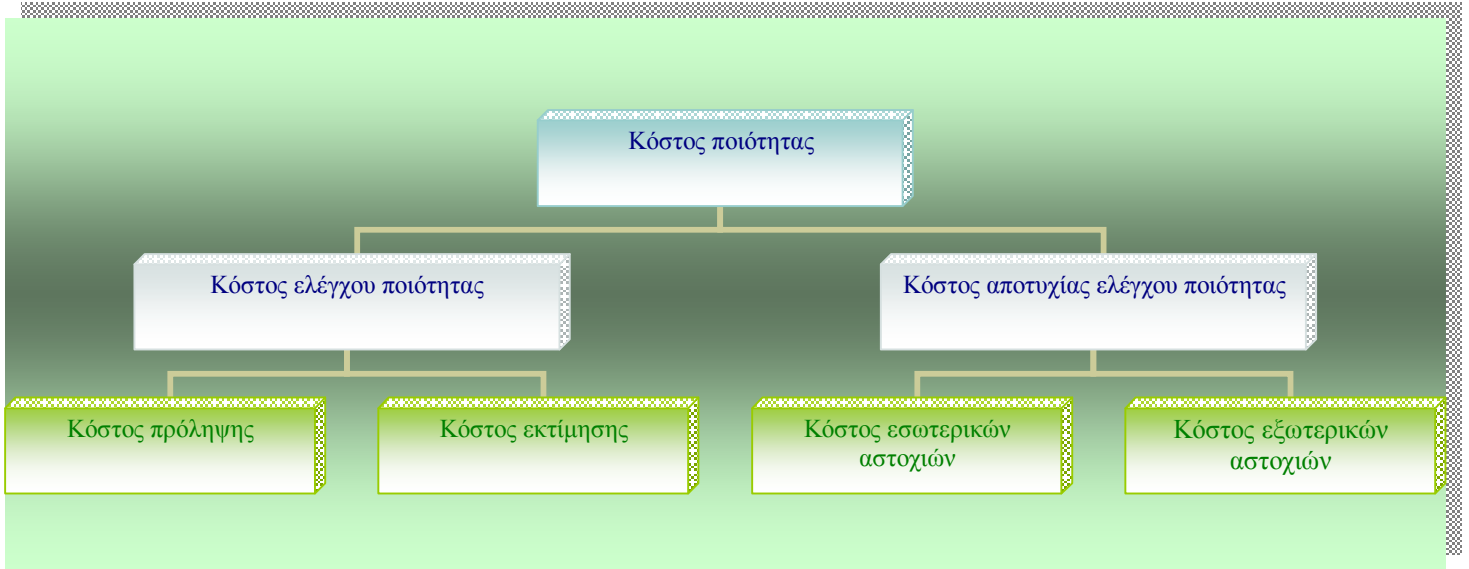 Κόστος ποιότητας
Κόστος ελέγχου ποιότητας
Κόστος αποτυχίας ελέγχου ποιότητας
Κόστος πρόληψης
Κόστος εκτίμησης
Κόστος εσωτερικών
αστοχιών
Κόστος εξωτερικών
αστοχιών